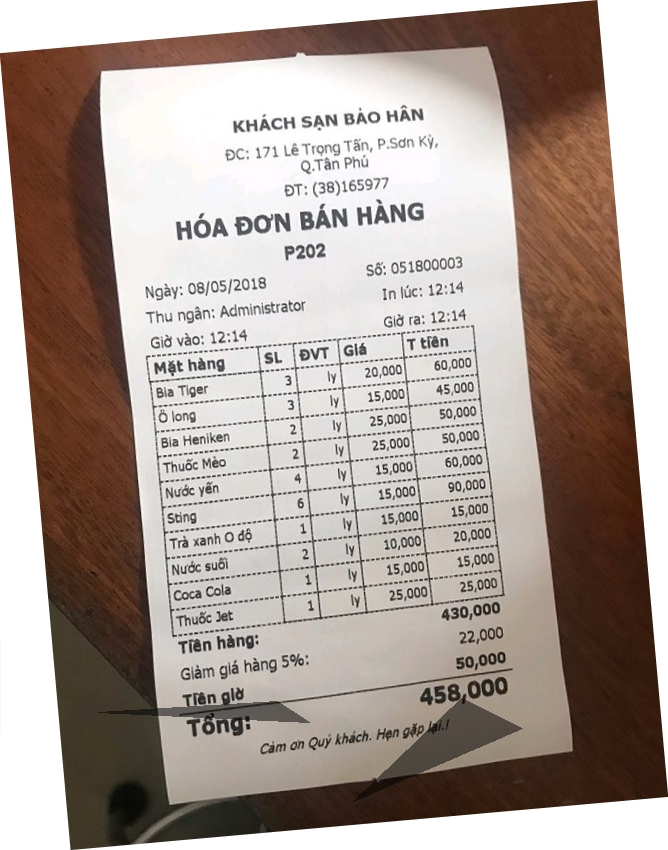 KHÁCH SẠN BẢO HÂN
ĐC: 171 Lê Trọng Tấn, P.Sơn Kỳ,
Q.Tân Phú
ĐT: (38)165977
HÓA ĐƠN BÁN HÀNG
P202
Ngày: 08/05/2018 Số: 051800003
Thu ngân: Administrator In lúc: 12:14
Giờ vào: 12:14 Giờ ra: 12:14
Mặt hàng SL ĐVT Giá T tiền
Bia Tiger 3 ly 20,000 60,000
Ô long 3 ly 15,000 45,000
Bia Heniken 2 ly 25,000 50,000
Thuốc Mèo 2 ly 25,000 50,000
Nước yến 4 ly 15,000 60,000
Sting 6 ly 15,000 90,000
Trà xanh O độ 1 ly 15,000 15,000
Nước suối 2 ly 10,000 20,000
Coca Cola 1 ly 15,000 15,000
Thuốc Jet 1 ly 25,000 25,000
Tiền hàng: 430,000
Giảm giá hàng 5%: 22,000
Tiền giờ 50,000
Tổng: 458,000
Cảm ơn Quý khách. Hẹn gặp lại.!